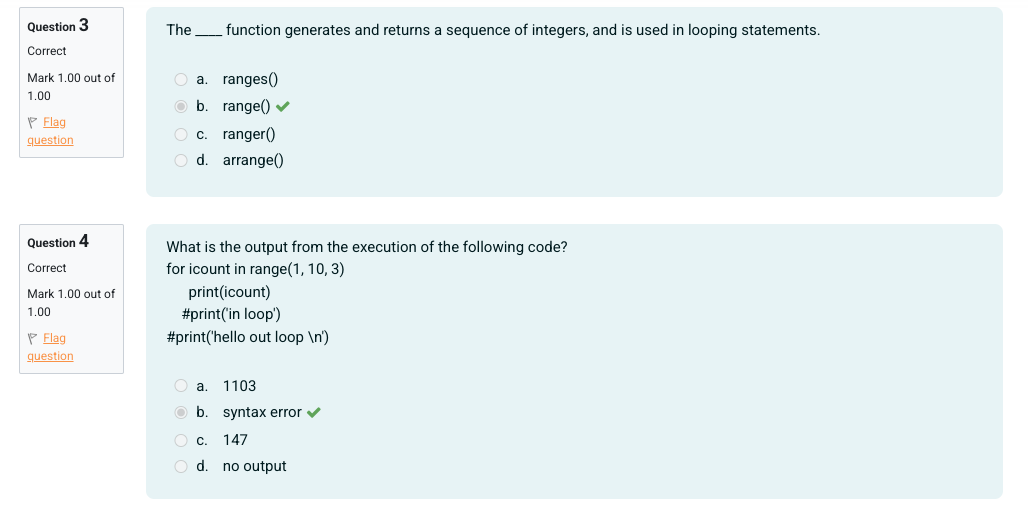 Question 3
Correct
Mark 1.00 out of
1.00
Flag
question
The ____ function generates and returns a sequence of integers, and is used in looping statements.
a. ranges()
b. range()
c. ranger()
d. arrange()
Question 4
Correct
Mark 1.00 out of
1.00
Flag
question
What is the output from the execution of the following code?
for icount in range(1, 10, 3)
print(icount)
#print('in loop')
#print('hello out loop \n')
a. 1103
b. syntax error
c. 147
d. no output